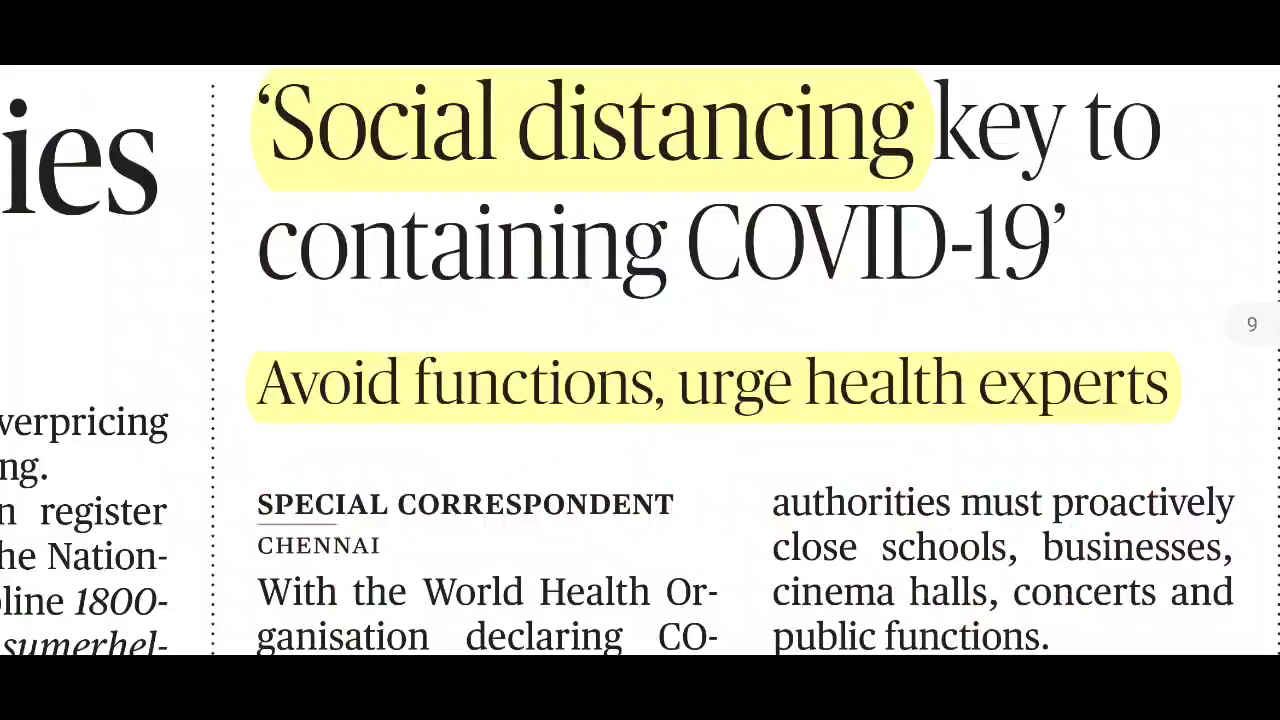 ies
verpricing
ng.
n register
he Nation-
line 1800-
sumerhel-
‘Social distancing key to
containing COVID-19’
Avoid functions, urge health experts
SPECIAL CORRESPONDENT
CHENNAI
With the World Health Or-
ganisation declaring CO-
authorities must proactively
close schools, businesses,
cinema halls, concerts and
public functions.
9